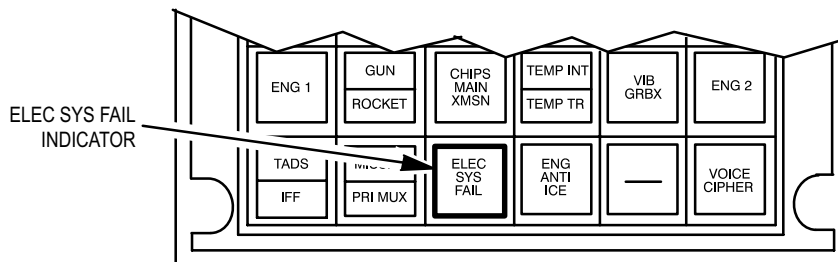 ELEC SYS FAIL
INDICATOR
ENG 1
GUN
ROCKET
CHIPS
MAIN
XMSN
TEMP INT
TEMP TR
VIB
GRBX
ENG 2
TADS
IFF
PRI MUX
ELEC
SYS
FAIL
ENG
ANTI
ICE
VOICE
CIPHER